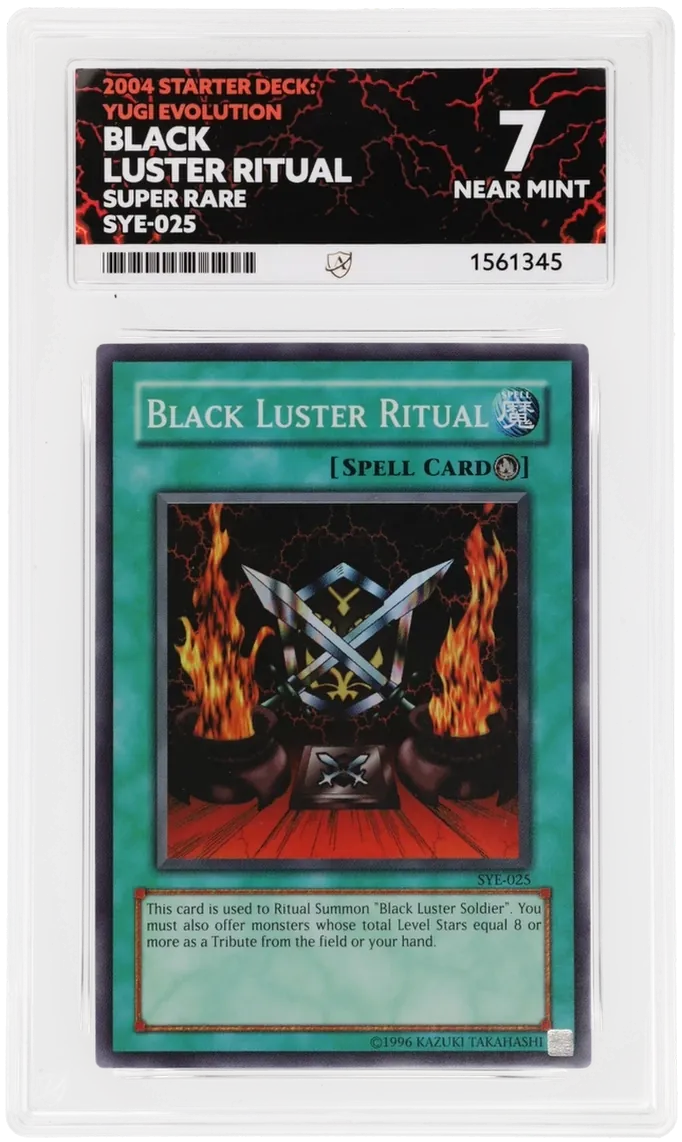 2004 STARTER DECK:
YUGI EVOLUTION
BLACK
LUSTER RITUAL
SUPER RARE
SYE-025
7
NEAR MINT
1561345
BLACK LUSTER RITUAL
SPELL
魔
[SPELL CARD]
SYE-025
This card is used to Ritual Summon "Black Luster Soldier". You
must also offer monsters whose total Level Stars equal 8 or
more as a Tribute from the field or your hand.
©1996 KAZUKI TAKAHASHI